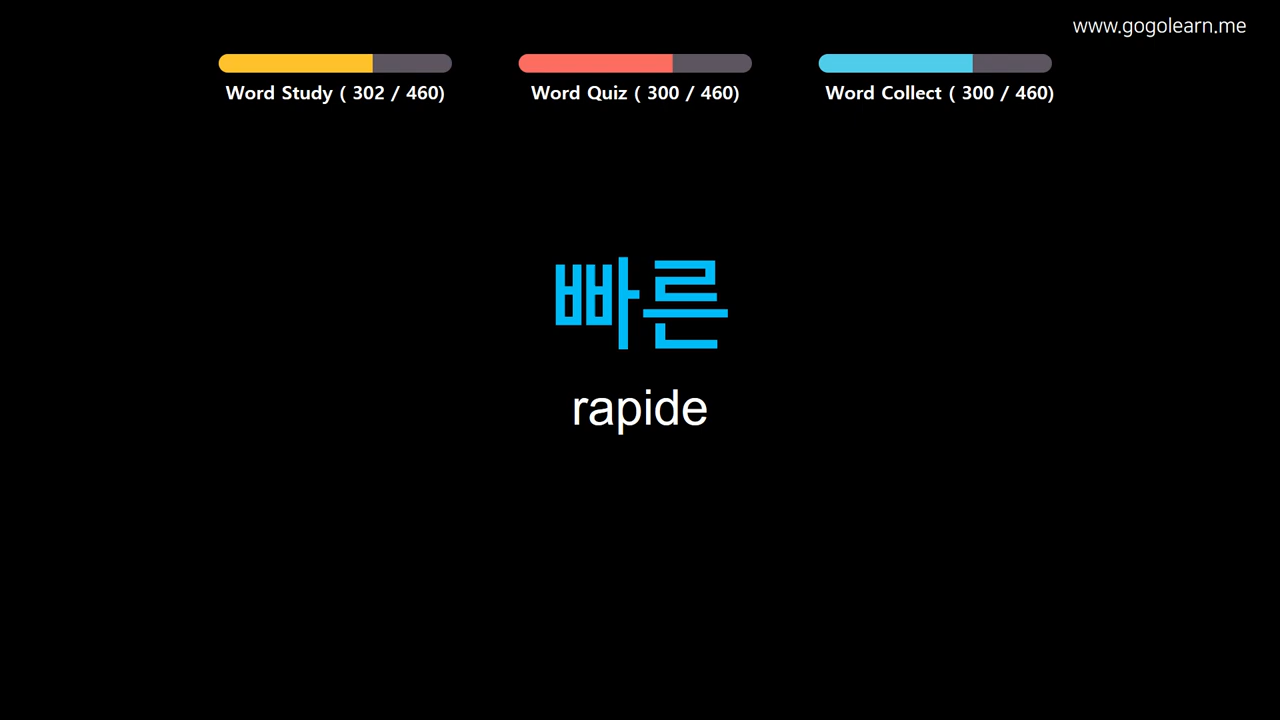 www.gogolearn.me
Word Study ( 302 / 460)
Word Quiz ( 300 / 460)
Word Collect ( 300 / 460)
빠른
rapide